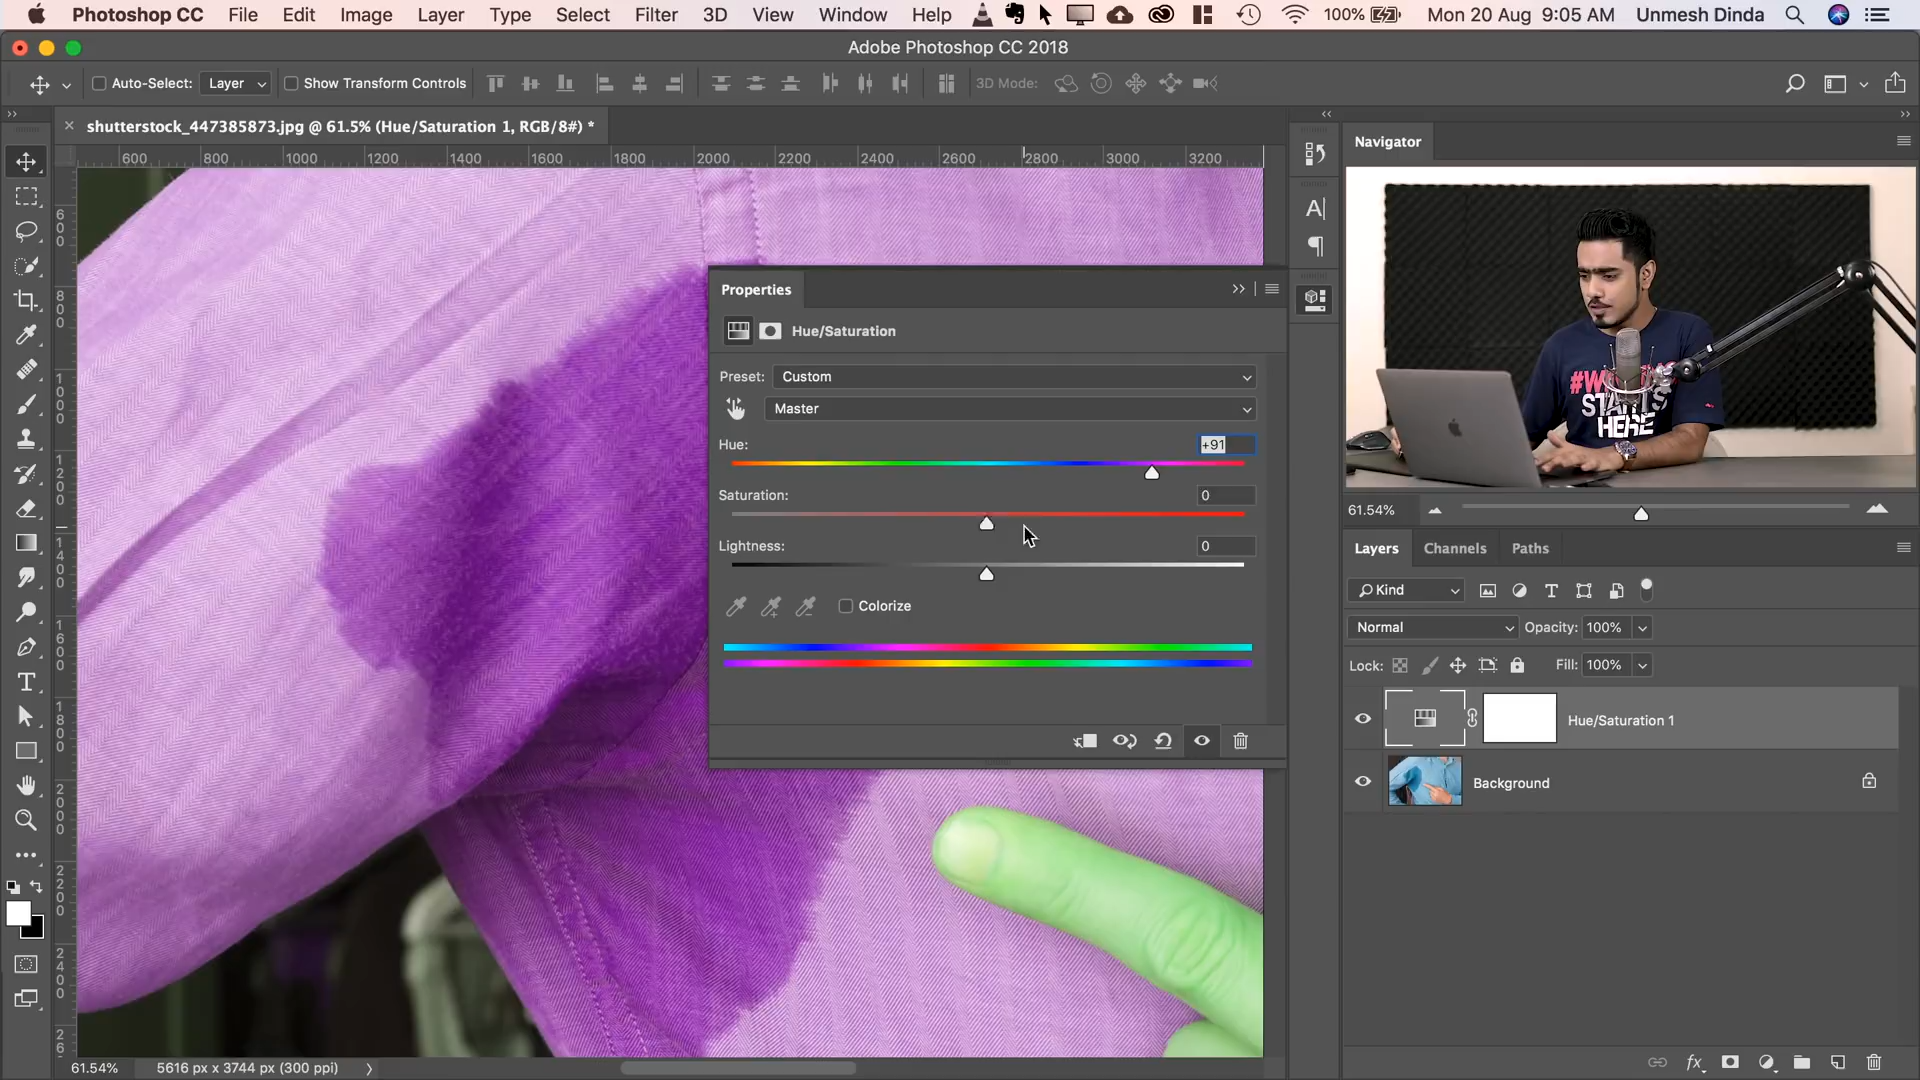 Photoshop CC File Edit Image Layer Type Select Filter 3D View Window Help 100% Mon 20 Aug 9:05 AM Unmesh Dinda
Adobe Photoshop CC 2018
Auto-Select: Layer Show Transform Controls 3D Mode:
shutterstock_447385873.jpg @ 61.5% (Hue/Saturation 1, RGB/8#) *
600 800 1000 1200 1400 1600 1800 2000 2200 2400 2600 2800 3000 3200
600
800
1000
1200
1400
1600
1800
2000
2200
2400
26
Properties
Hue/Saturation
Preset: Custom
Master
Hue: +91
Saturation: 0
Lightness: 0
Colorize
Navigator
STARTS
HERE
61.54%
Layers Channels Paths
Kind
Normal Opacity: 100%
Lock: Fill: 100%
Hue/Saturation 1
Background
fx
61.54% 5616 px x 3744 px (300 ppi)